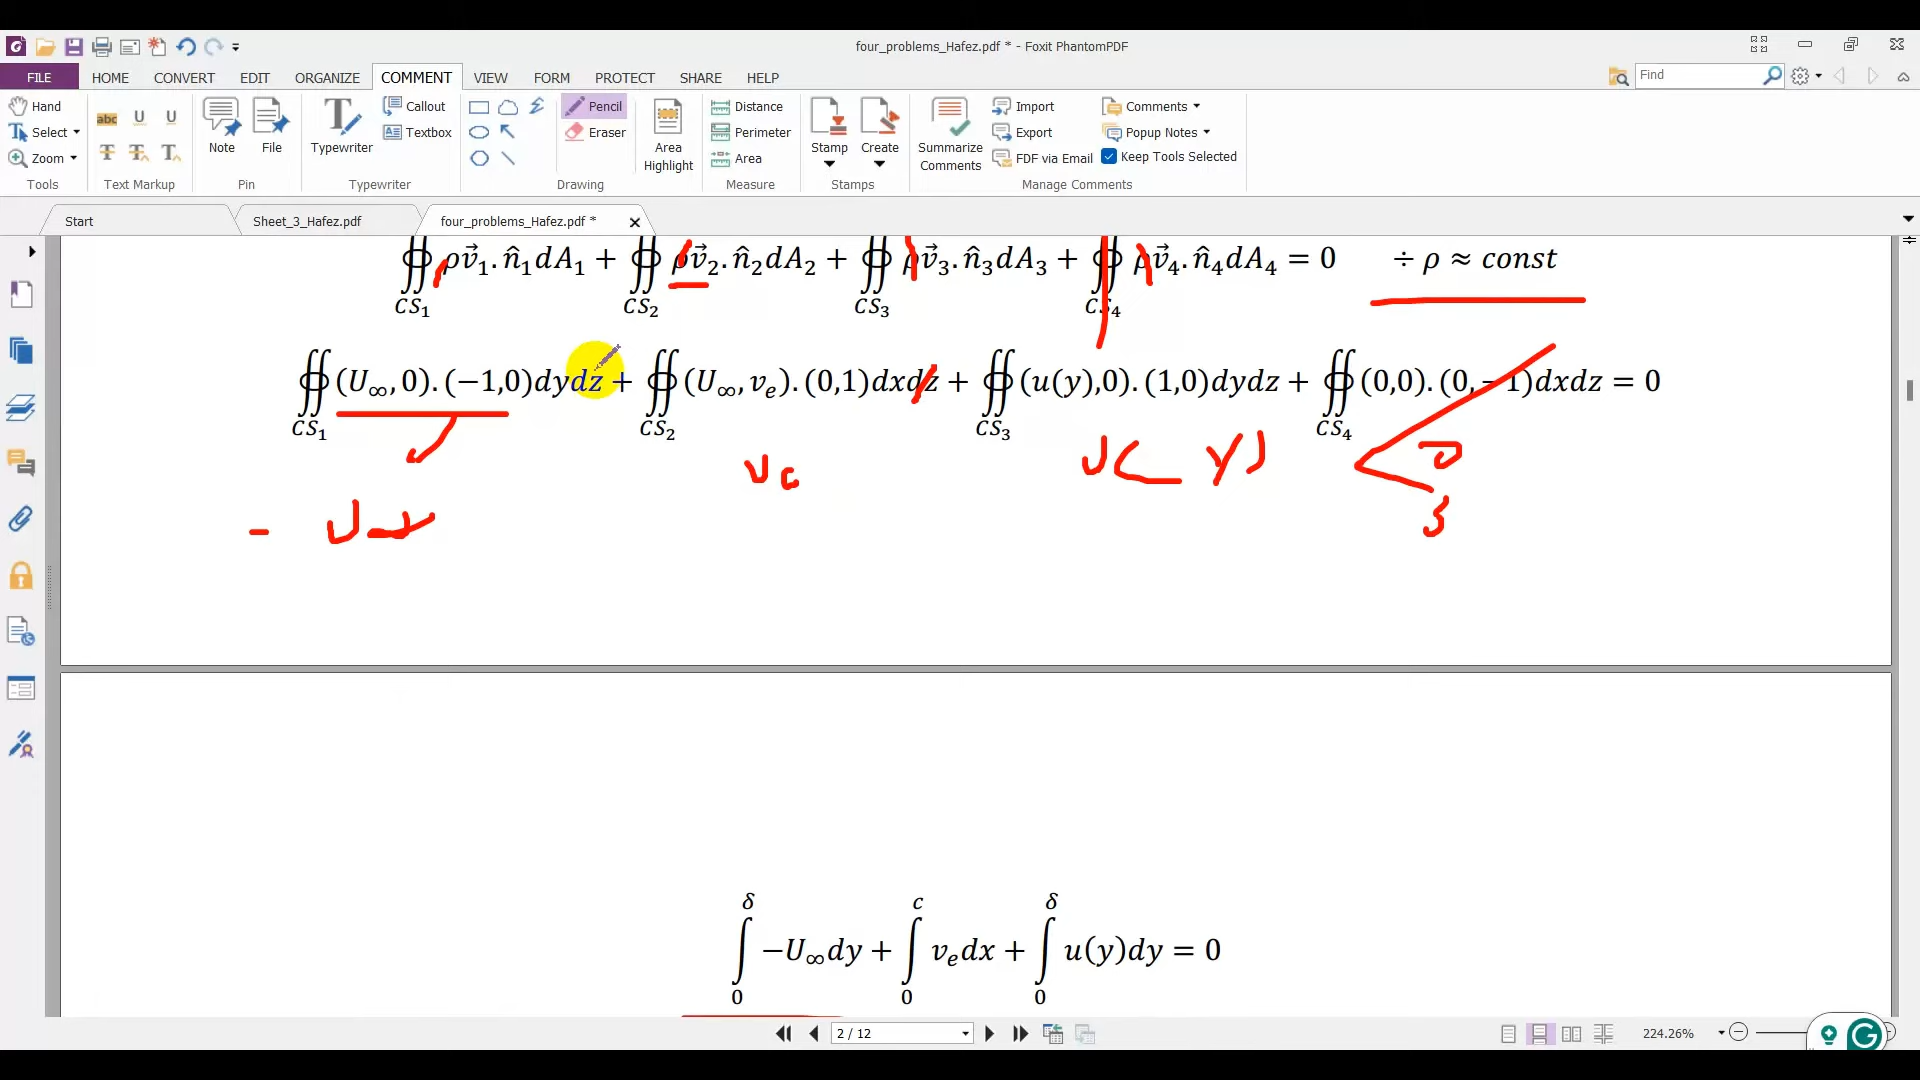 four_problems_Hafez.pdf * - Foxit PhantomPDF
FILE HOME CONVERT EDIT ORGANIZE COMMENT VIEW FORM PROTECT SHARE HELP Find
Hand
Select
Zoom
Tools
abc U U
T T T
Text Markup
Note File
Pin
Typewriter
Callout
Textbox
Typewriter
Pencil
Eraser
Drawing
Area Highlight
Distance
Perimeter
Area
Measure
Stamp Create
Stamps
Summarize Comments
Import
Export
FDF via Email
Comments
Popup Notes
Keep Tools Selected
Manage Comments
Start Sheet_3_Hafez.pdf four_problems_Hafez.pdf *
∯ρv⃗₁.n̂₁dA₁ + ∯ρv⃗₂.n̂₂dA₂ + ∯ρv⃗₃.n̂₃dA₃ + ∯ρv⃗₄.n̂₄dA₄ = 0 ÷ ρ ≈ const
CS₁ CS₂ CS₃ CS₄
∯(U∞, 0).(−1,0)dydz + ∯(U∞, vₑ).(0,1)dxdz + ∯(u(y),0).(1,0)dydz + ∯(0,0).(0,−1)dxdz = 0
CS₁ CS₂ CS₃ CS₄
δ c δ
∫ −U∞dy + ∫ vₑdx + ∫ u(y)dy = 0
0 0 0
2 / 12
224.26%